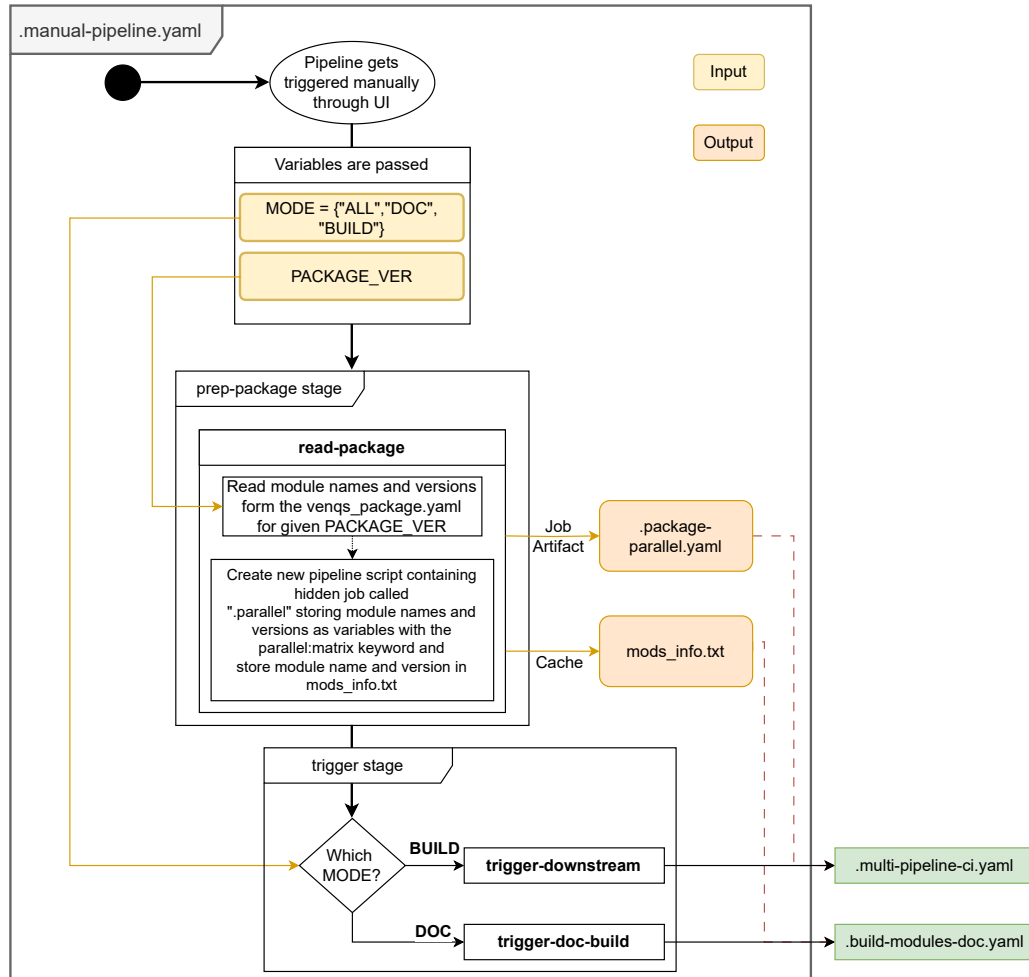 .manual-pipeline.yaml
Pipeline gets
triggered manually
through UI
Input
Output
Variables are passed
MODE = {"ALL","DOC",
"BUILD"}
PACKAGE_VER
prep-package stage
read-package
Read module names and versions
form the venqs_package.yaml
for given PACKAGE_VER
Job
Artifact
.package-
parallel.yaml
Create new pipeline script containing
hidden job called
".parallel" storing module names and
versions as variables with the
parallel:matrix keyword and
store module name and version in
mods_info.txt
Cache
mods_info.txt
trigger stage
Which
MODE?
BUILD
trigger-downstream
.multi-pipeline-ci.yaml
DOC
trigger-doc-build
.build-modules-doc.yaml